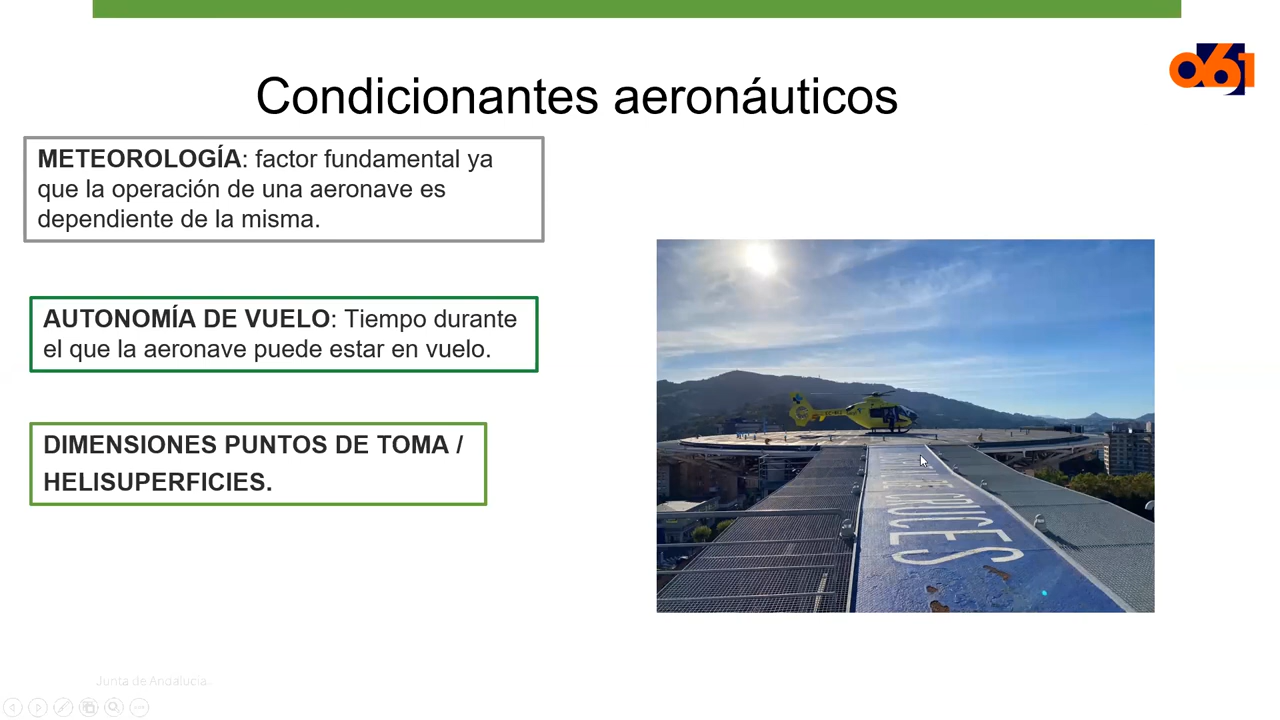 061
Condicionantes aeronáuticos
METEOROLOGÍA: factor fundamental ya
que la operación de una aeronave es
dependiente de la misma.
AUTONOMÍA DE VUELO: Tiempo durante
el que la aeronave puede estar en vuelo.
DIMENSIONES PUNTOS DE TOMA /
HELISUPERFICIES.
CRUCES
Junta de Andalucía.